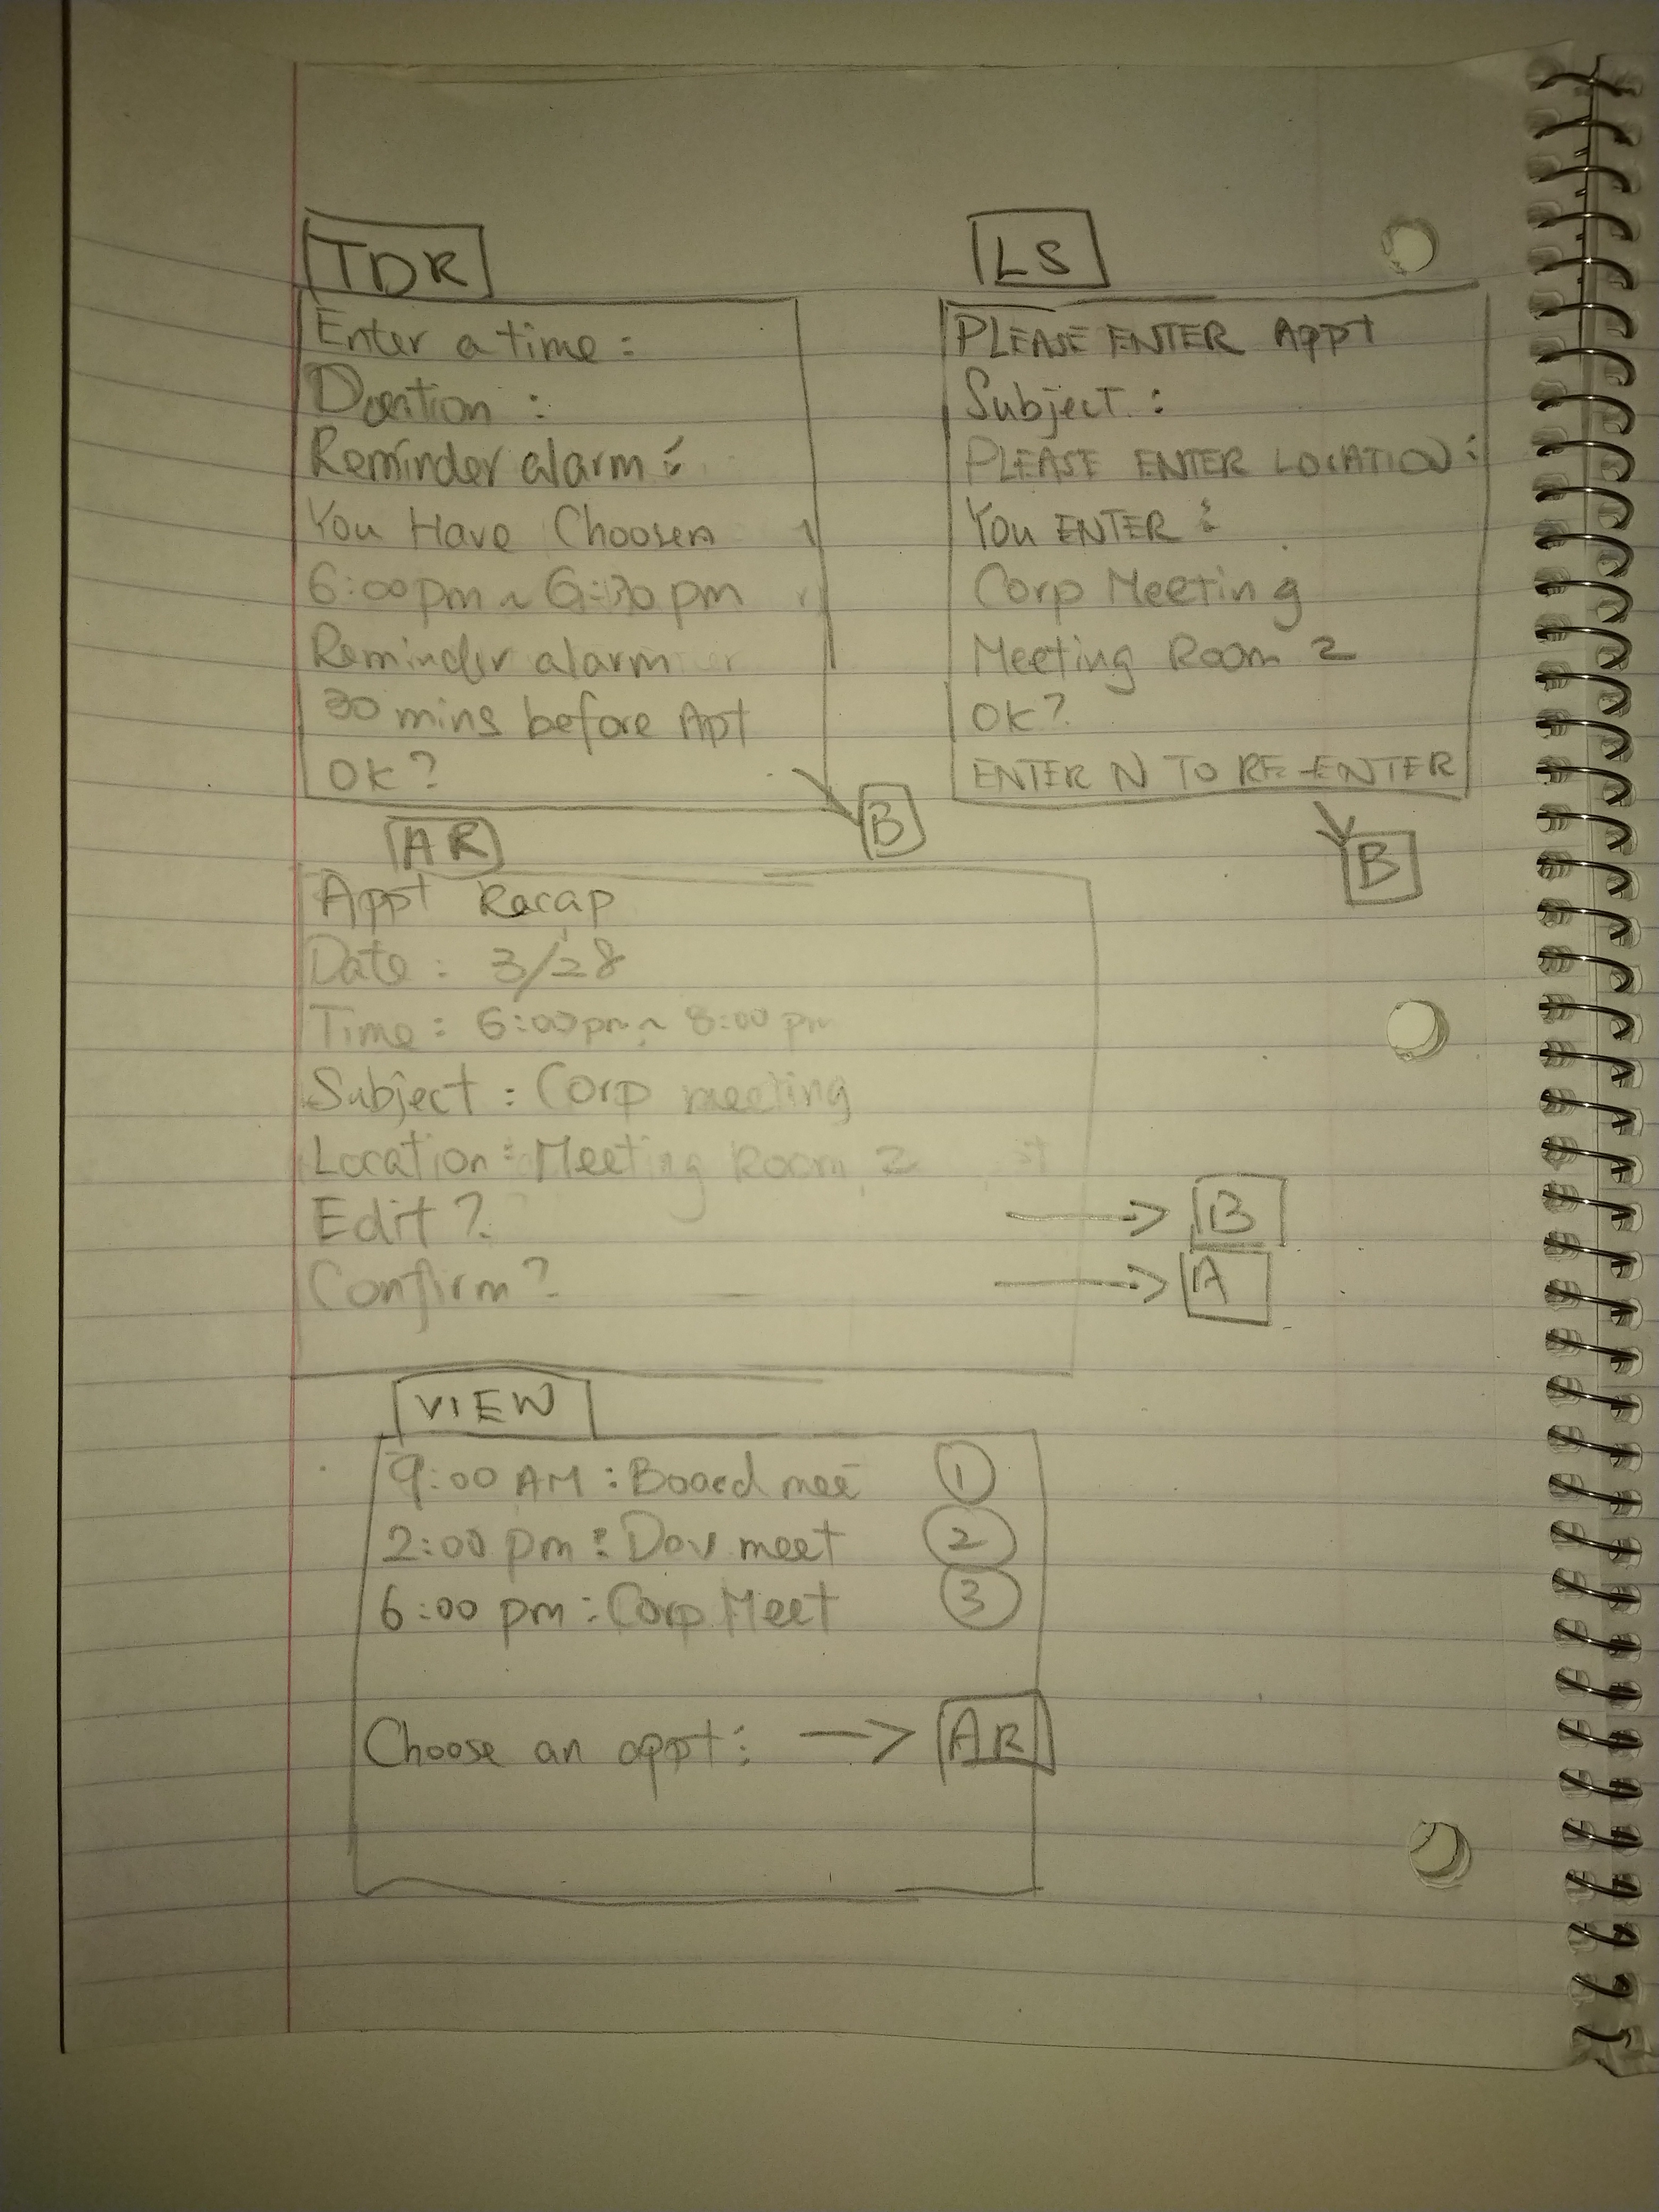 TDR
Enter a time:
Duration:
Reminder alarm:
You Have Choosen
6:00pm ~ 6:30pm
Reminder alarm
30 mins before Apt
OK?
B
LS
PLEASE ENTER APPT
Subject:
PLEASE ENTER LOCATION:
You ENTER:
Corp Meeting
Meeting Room 2
OK?
ENTER N TO RE-ENTER
B
AR
Appt Recap
Date: 3/28
Time: 6:00pm ~ 8:00pm
Subject: Corp meeting
Location: Meeting Room 2
Edit? B
Confirm? A
VIEW
9:00 AM: Board mee 1
2:00 pm: Dev. meet 2
6:00 pm: Corp. Meet 3
Choose an appt: → AR